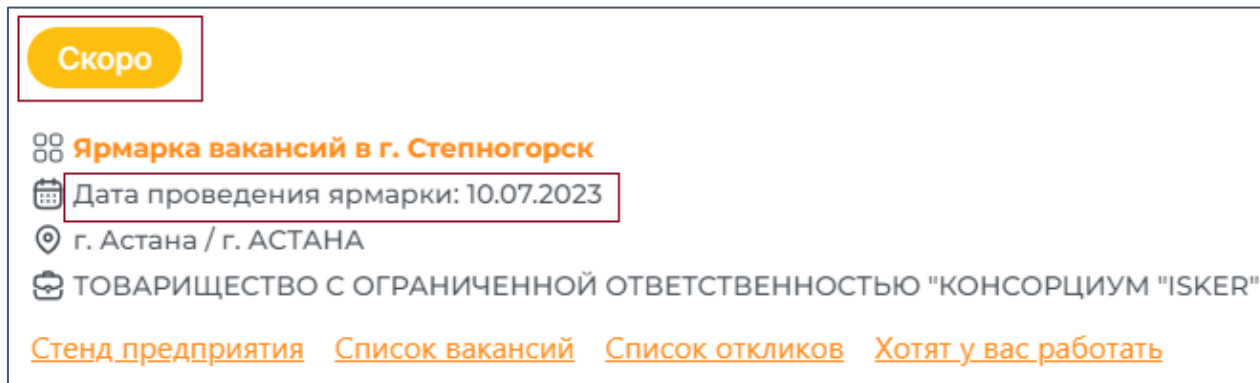 Скоро
Ярмарка вакансий в г. Степногорск
Дата проведения ярмарки: 10.07.2023
г. Астана / г. АСТАНА
ТОВАРИЩЕСТВО С ОГРАНИЧЕННОЙ ОТВЕТСТВЕННОСТЬЮ "КОНСОРЦИУМ "ISKER"
Стенд предприятия Список вакансий Список откликов Хотят у вас работать